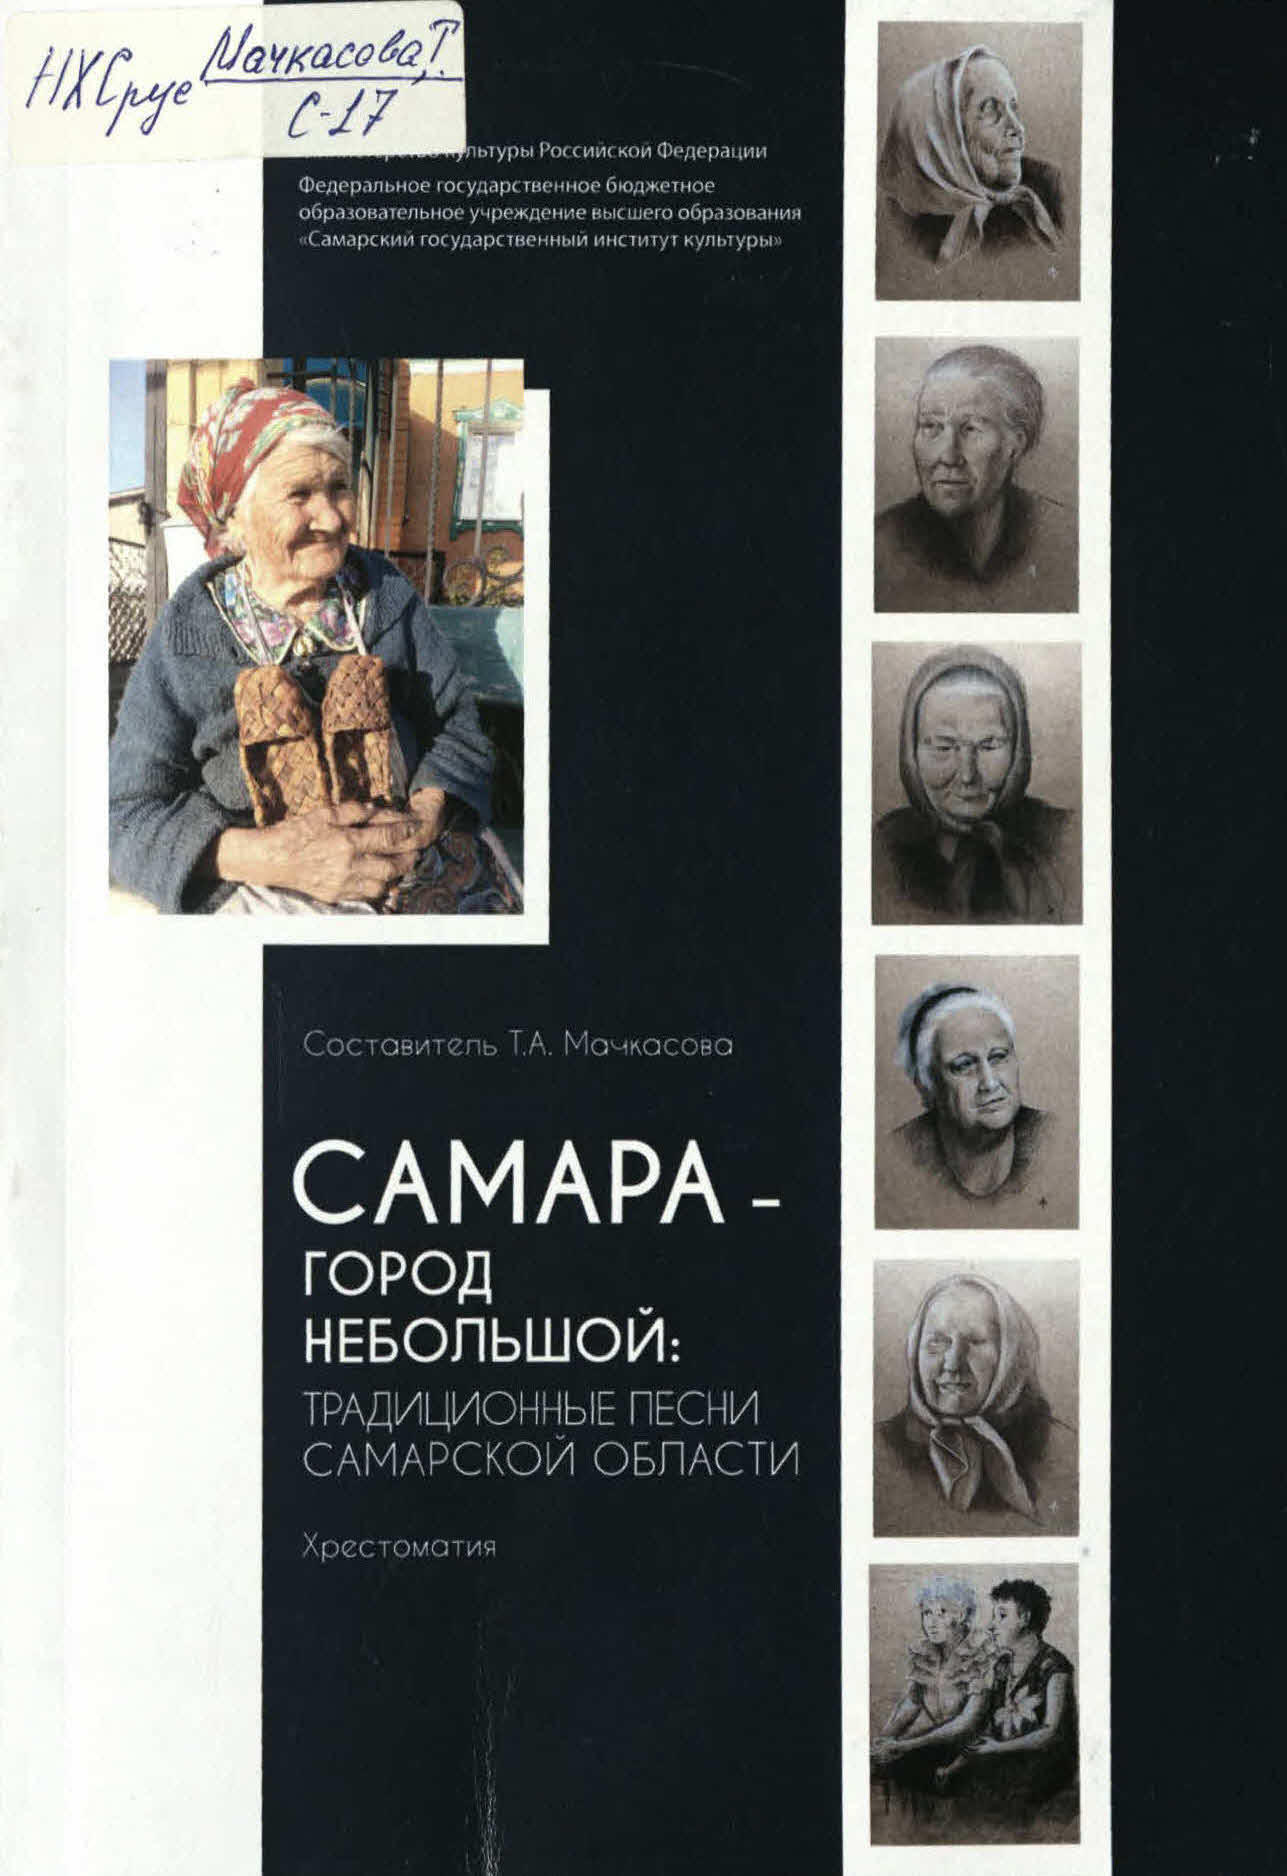 НХСрус Мачкасова, Т.
С-17
культуры Российской Федерации
Федеральное государственное бюджетное
образовательное учреждение высшего образования
«Самарский государственный институт культуры»
Составитель Т.А. Мачкасова
САМАРА –
ГОРОД
НЕБОЛЬШОЙ:
ТРАДИЦИОННЫЕ ПЕСНИ
САМАРСКОЙ ОБЛАСТИ
Хрестоматия